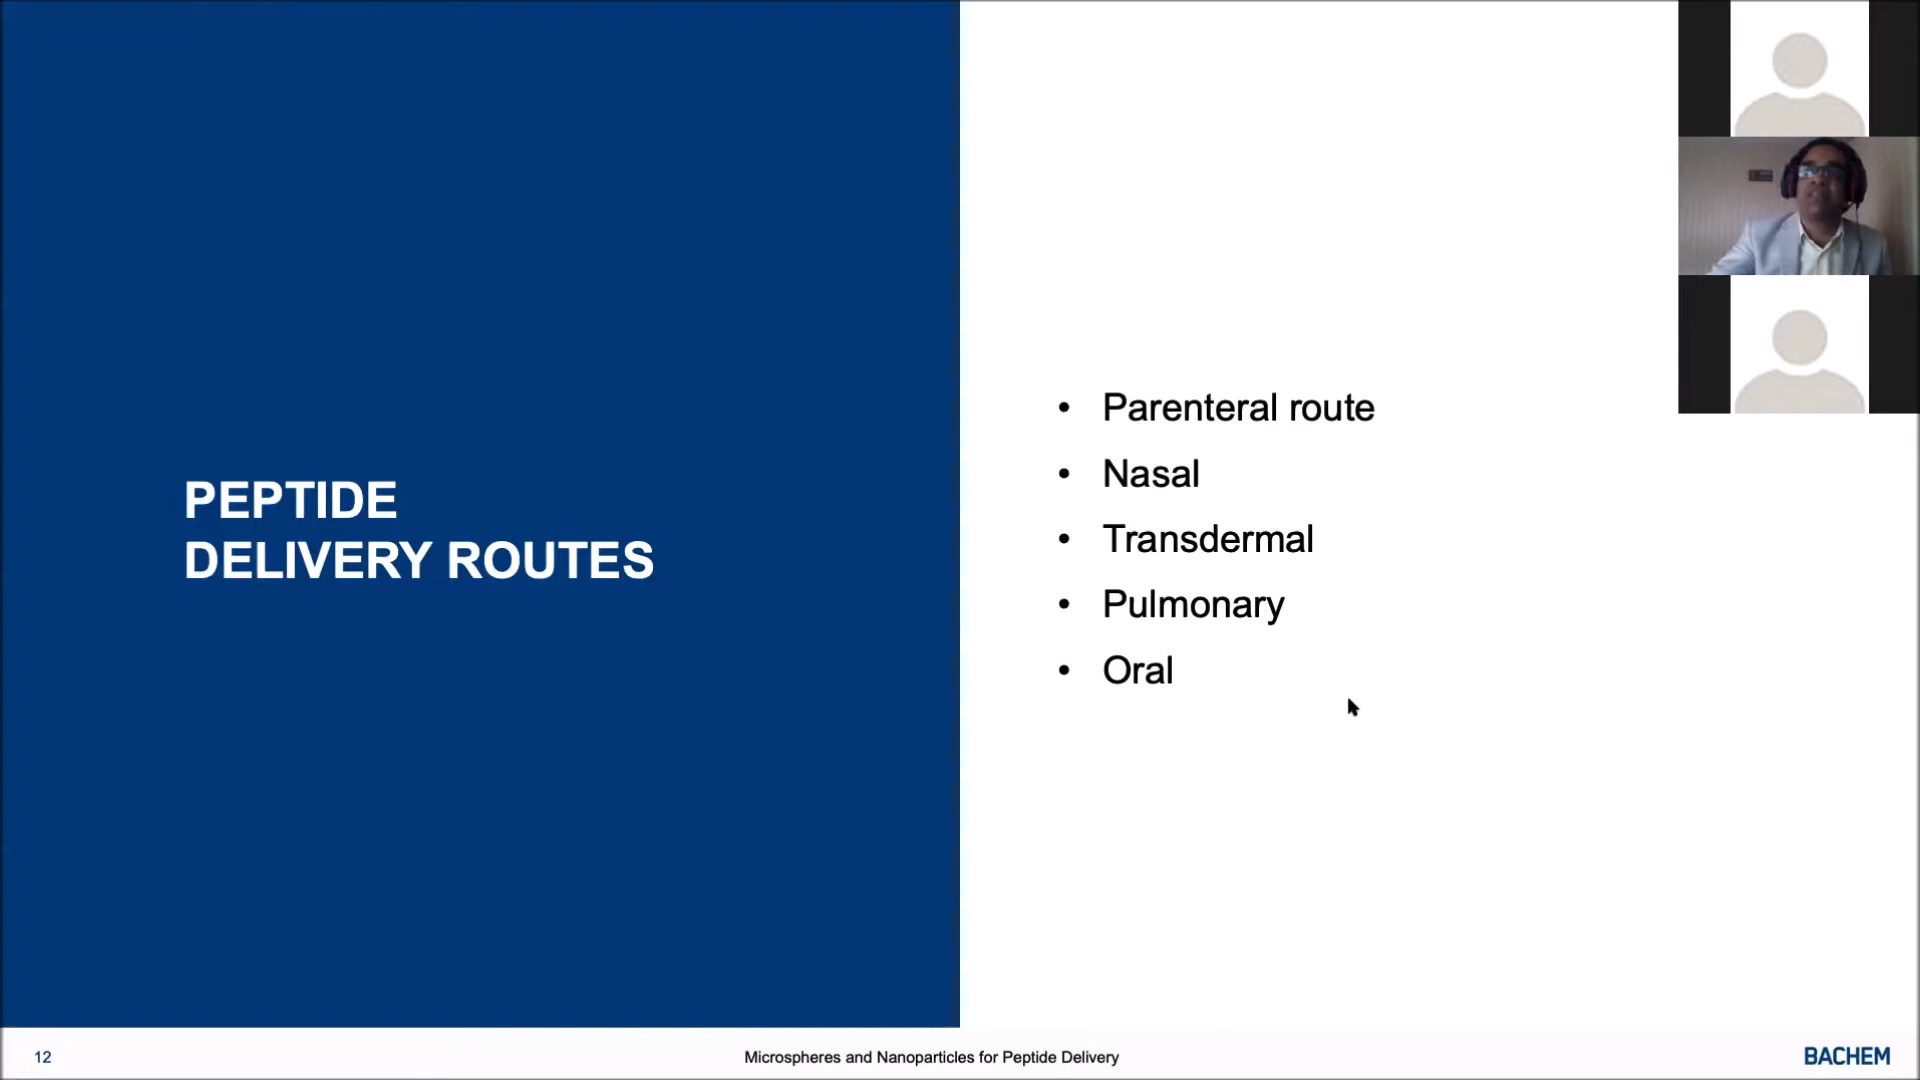 PEPTIDE
DELIVERY ROUTES
• Parenteral route
• Nasal
• Transdermal
• Pulmonary
• Oral
12
Microspheres and Nanoparticles for Peptide Delivery
BACHEM